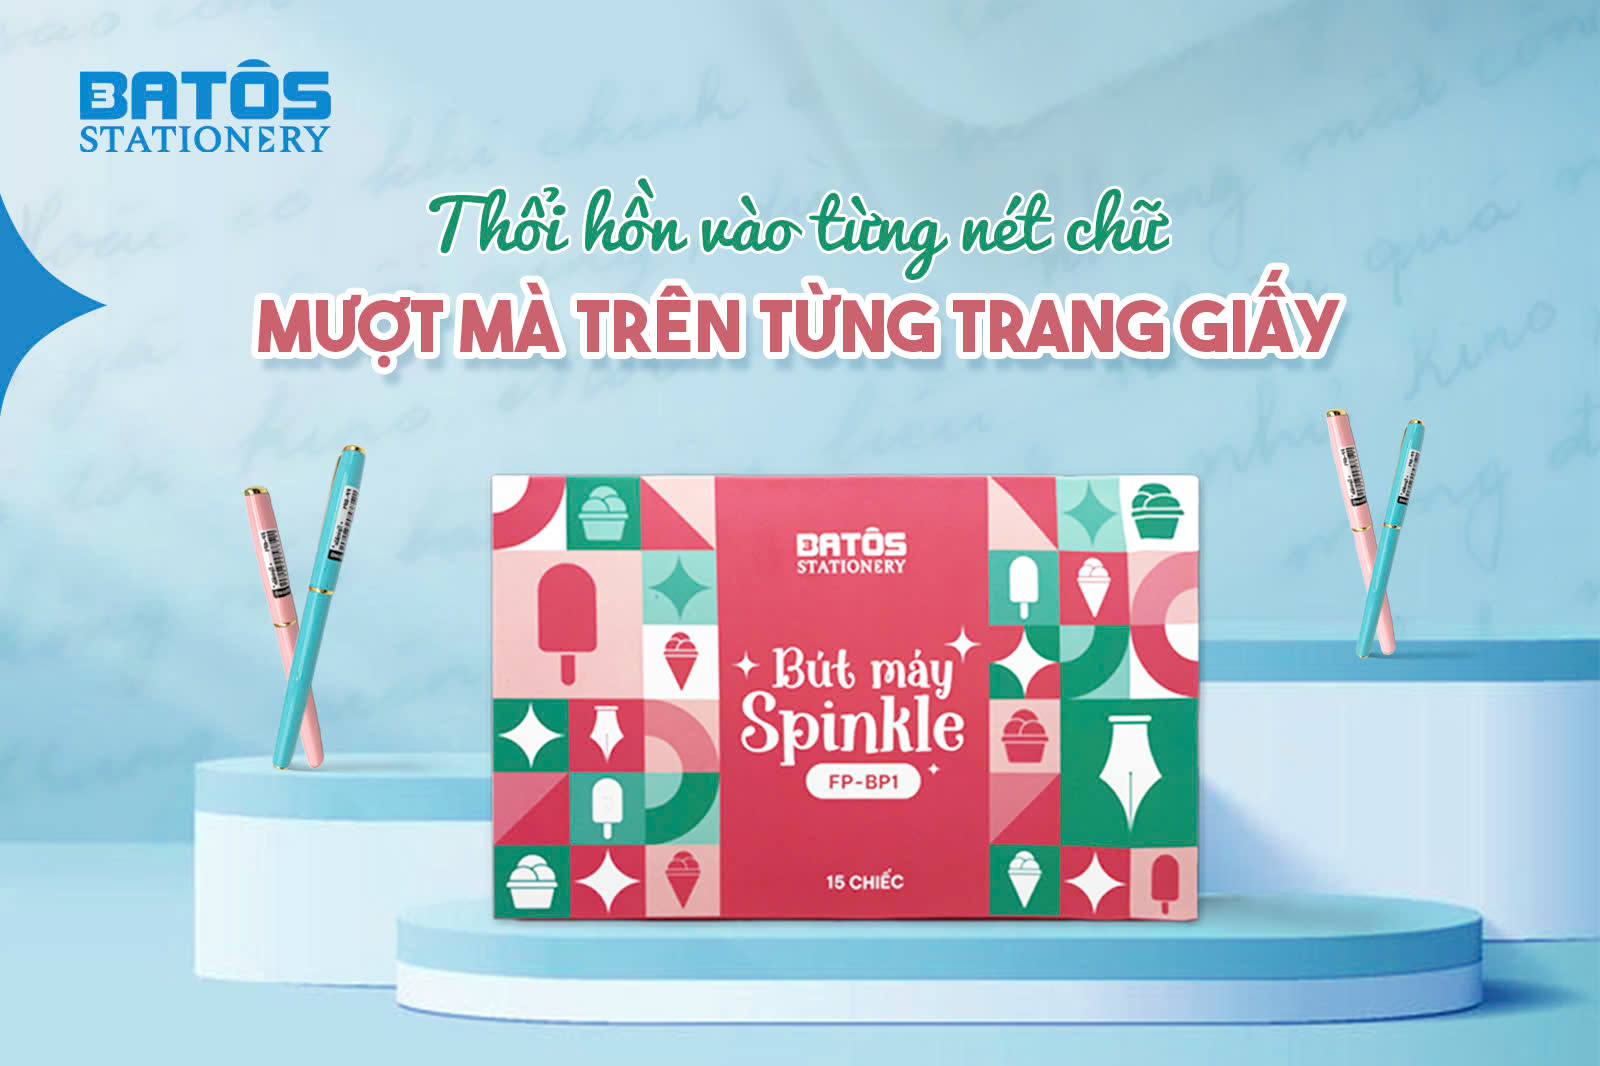 BATÔS
STATIONERY
Thổi hồn vào từng nét chữ
MƯỢT MÀ TRÊN TỪNG TRANG GIẤY
BATÔS
STATIONERY
Bút máy
Spinkle
FP-BP1
15 CHIẾC